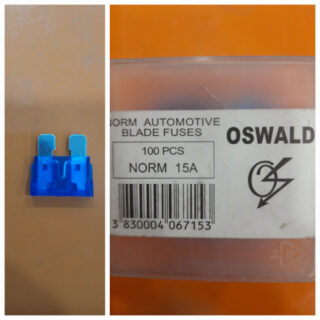 NORM AUTOMOTIVE
BLADE FUSES
OSWALD
100 PCS
NORM 15A
3 830004 067153